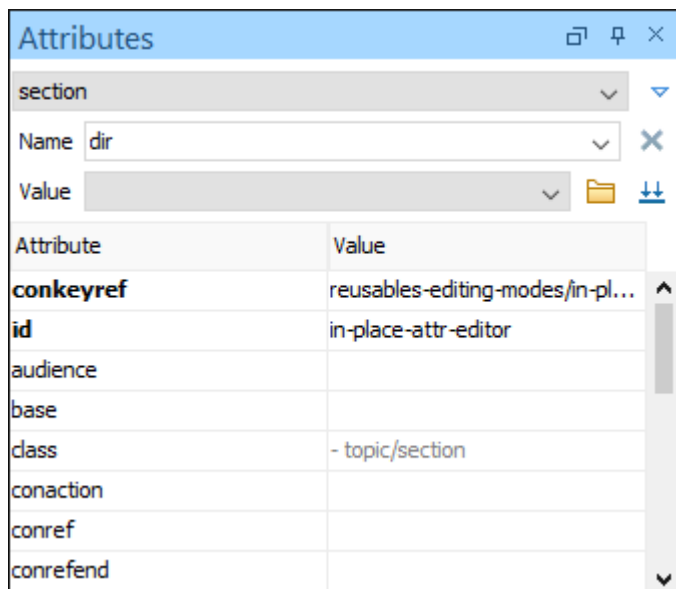 Attributes
section
Name dir
Value
Attribute Value
conkeyref reusables-editing-modes/in-pl...
id in-place-attr-editor
audience
base
class - topic/section
conaction
conref
conrefend